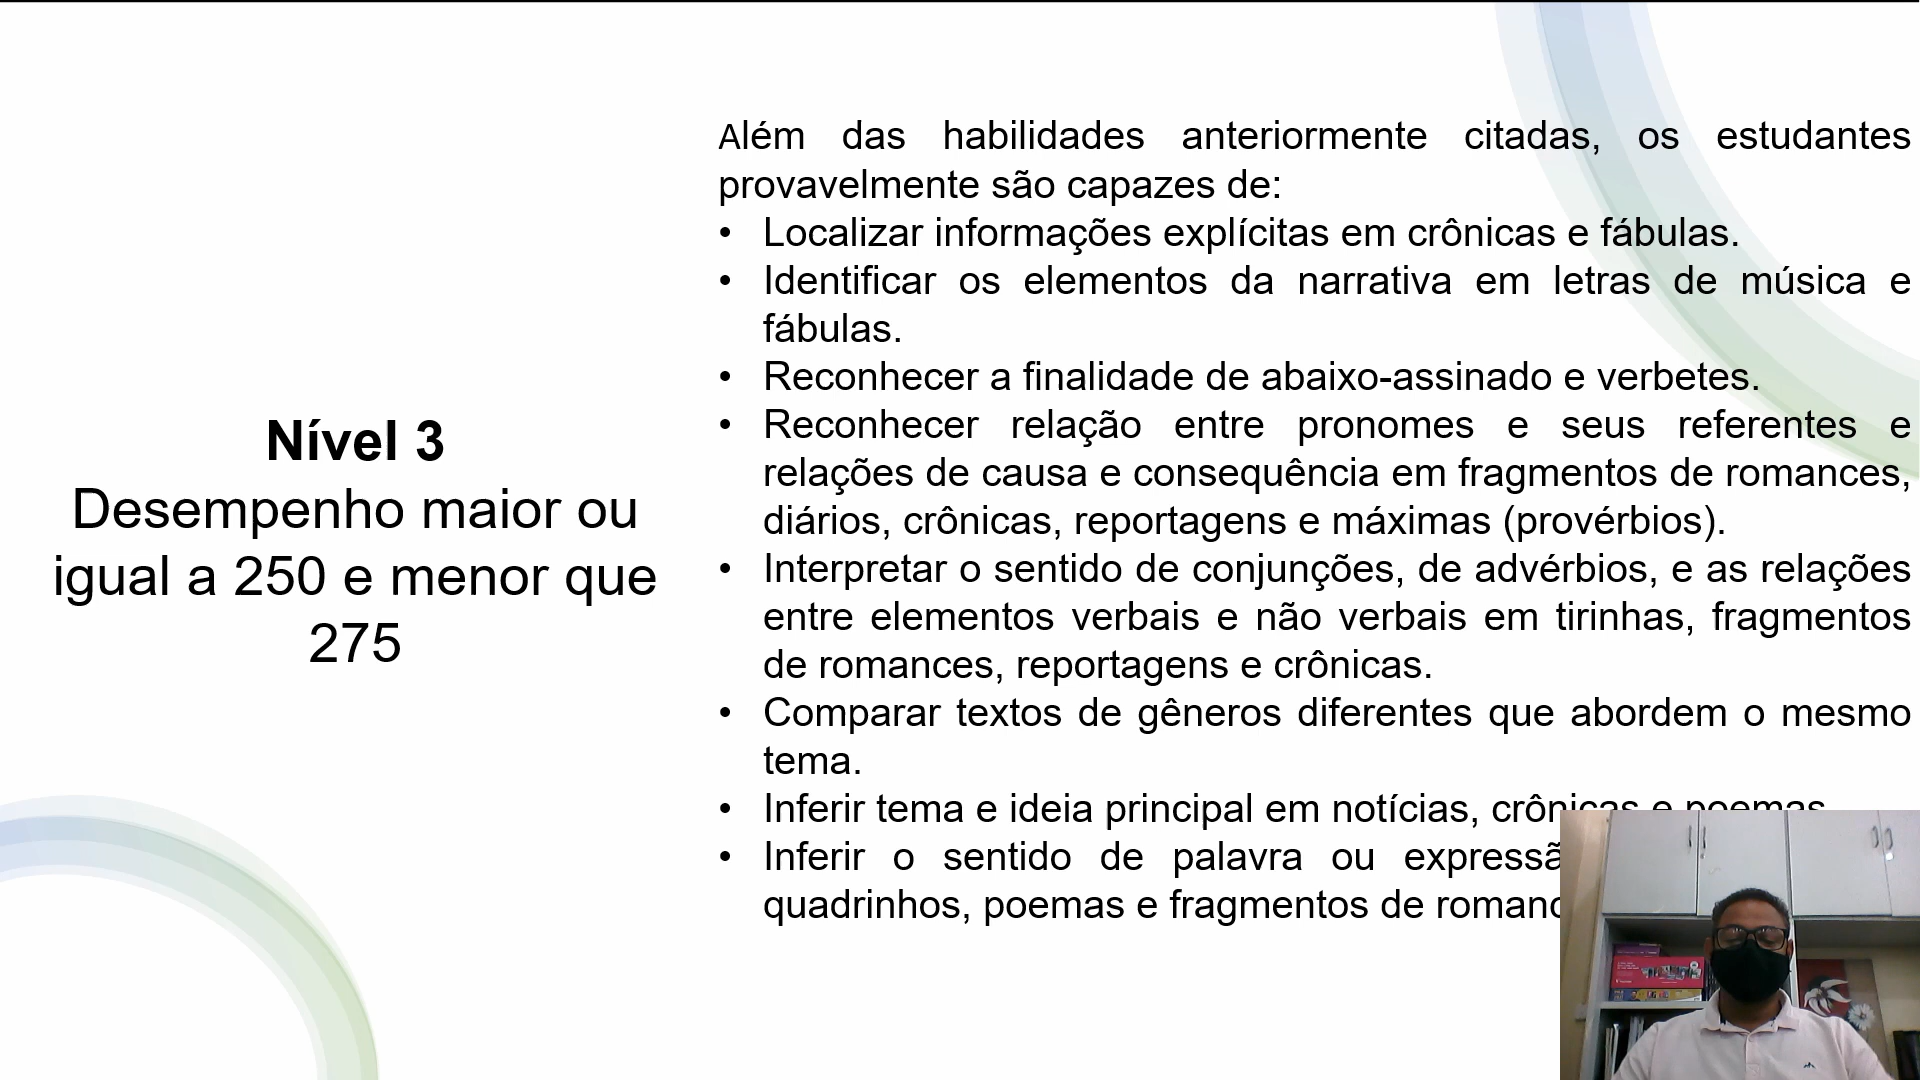 Nível 3
Desempenho maior ou
igual a 250 e menor que
275
Além das habilidades anteriormente citadas, os estudantes
provavelmente são capazes de:
• Localizar informações explícitas em crônicas e fábulas.
• Identificar os elementos da narrativa em letras de música e
fábulas.
• Reconhecer a finalidade de abaixo-assinado e verbetes.
• Reconhecer relação entre pronomes e seus referentes e
relações de causa e consequência em fragmentos de romances,
diários, crônicas, reportagens e máximas (provérbios).
• Interpretar o sentido de conjunções, de advérbios, e as relações
entre elementos verbais e não verbais em tirinhas, fragmentos
de romances, reportagens e crônicas.
• Comparar textos de gêneros diferentes que abordem o mesmo
tema.
• Inferir tema e ideia principal em notícias, crônicas e poemas
• Inferir o sentido de palavra ou
quadrinhos, poemas e fragmentos de